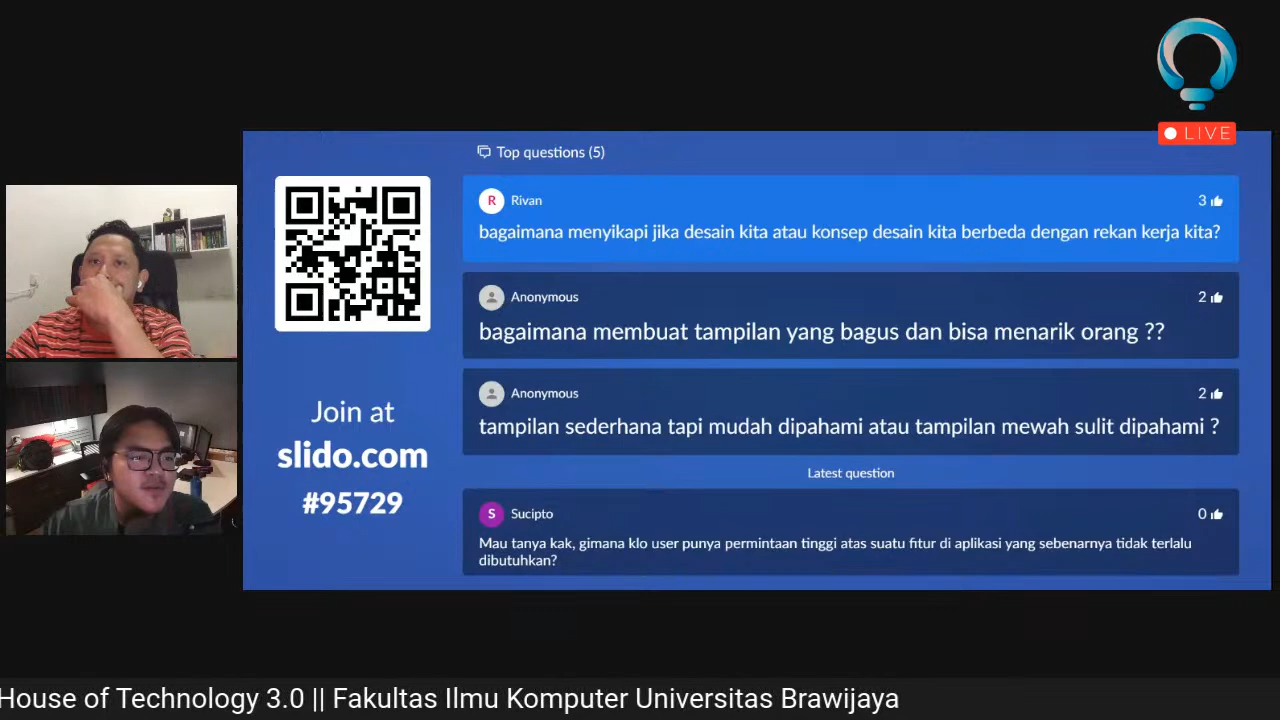 LIVE
Top questions (5)
R
Rivan
3
bagaimana menyikapi jika desain kita atau konsep desain kita berbeda dengan rekan kerja kita?
Anonymous
2
bagaimana membuat tampilan yang bagus dan bisa menarik orang ??
Anonymous
2
tampilan sederhana tapi mudah dipahami atau tampilan mewah sulit dipahami ?
Latest question
S
Sucipto
0
Mau tanya kak, gimana klo user punya permintaan tinggi atas suatu fitur di aplikasi yang sebenarnya tidak terlalu
dibutuhkan?
Join at
slido.com
#95729
House of Technology 3.0 || Fakultas Ilmu Komputer Universitas Brawijaya